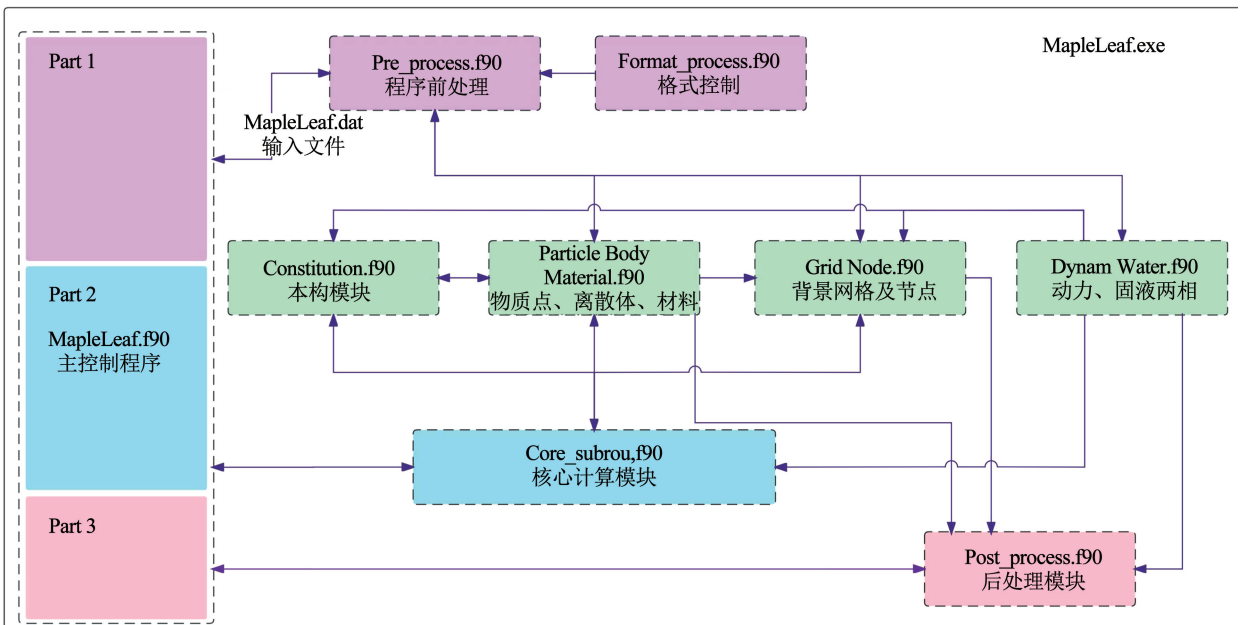 MapleLeaf.exe
Part 1
Pre_process.f90
程序前处理
Format_process.f90
格式控制
MapleLeaf.dat
输入文件
Constitution.f90
本构模块
Particle Body
Material.f90
物质点、离散体、材料
Grid Node.f90
背景网格及节点
Dynam Water.f90
动力、固液两相
Part 2
MapleLeaf.f90
主控制程序
Core_subrou,f90
核心计算模块
Part 3
Post_process.f90
后处理模块